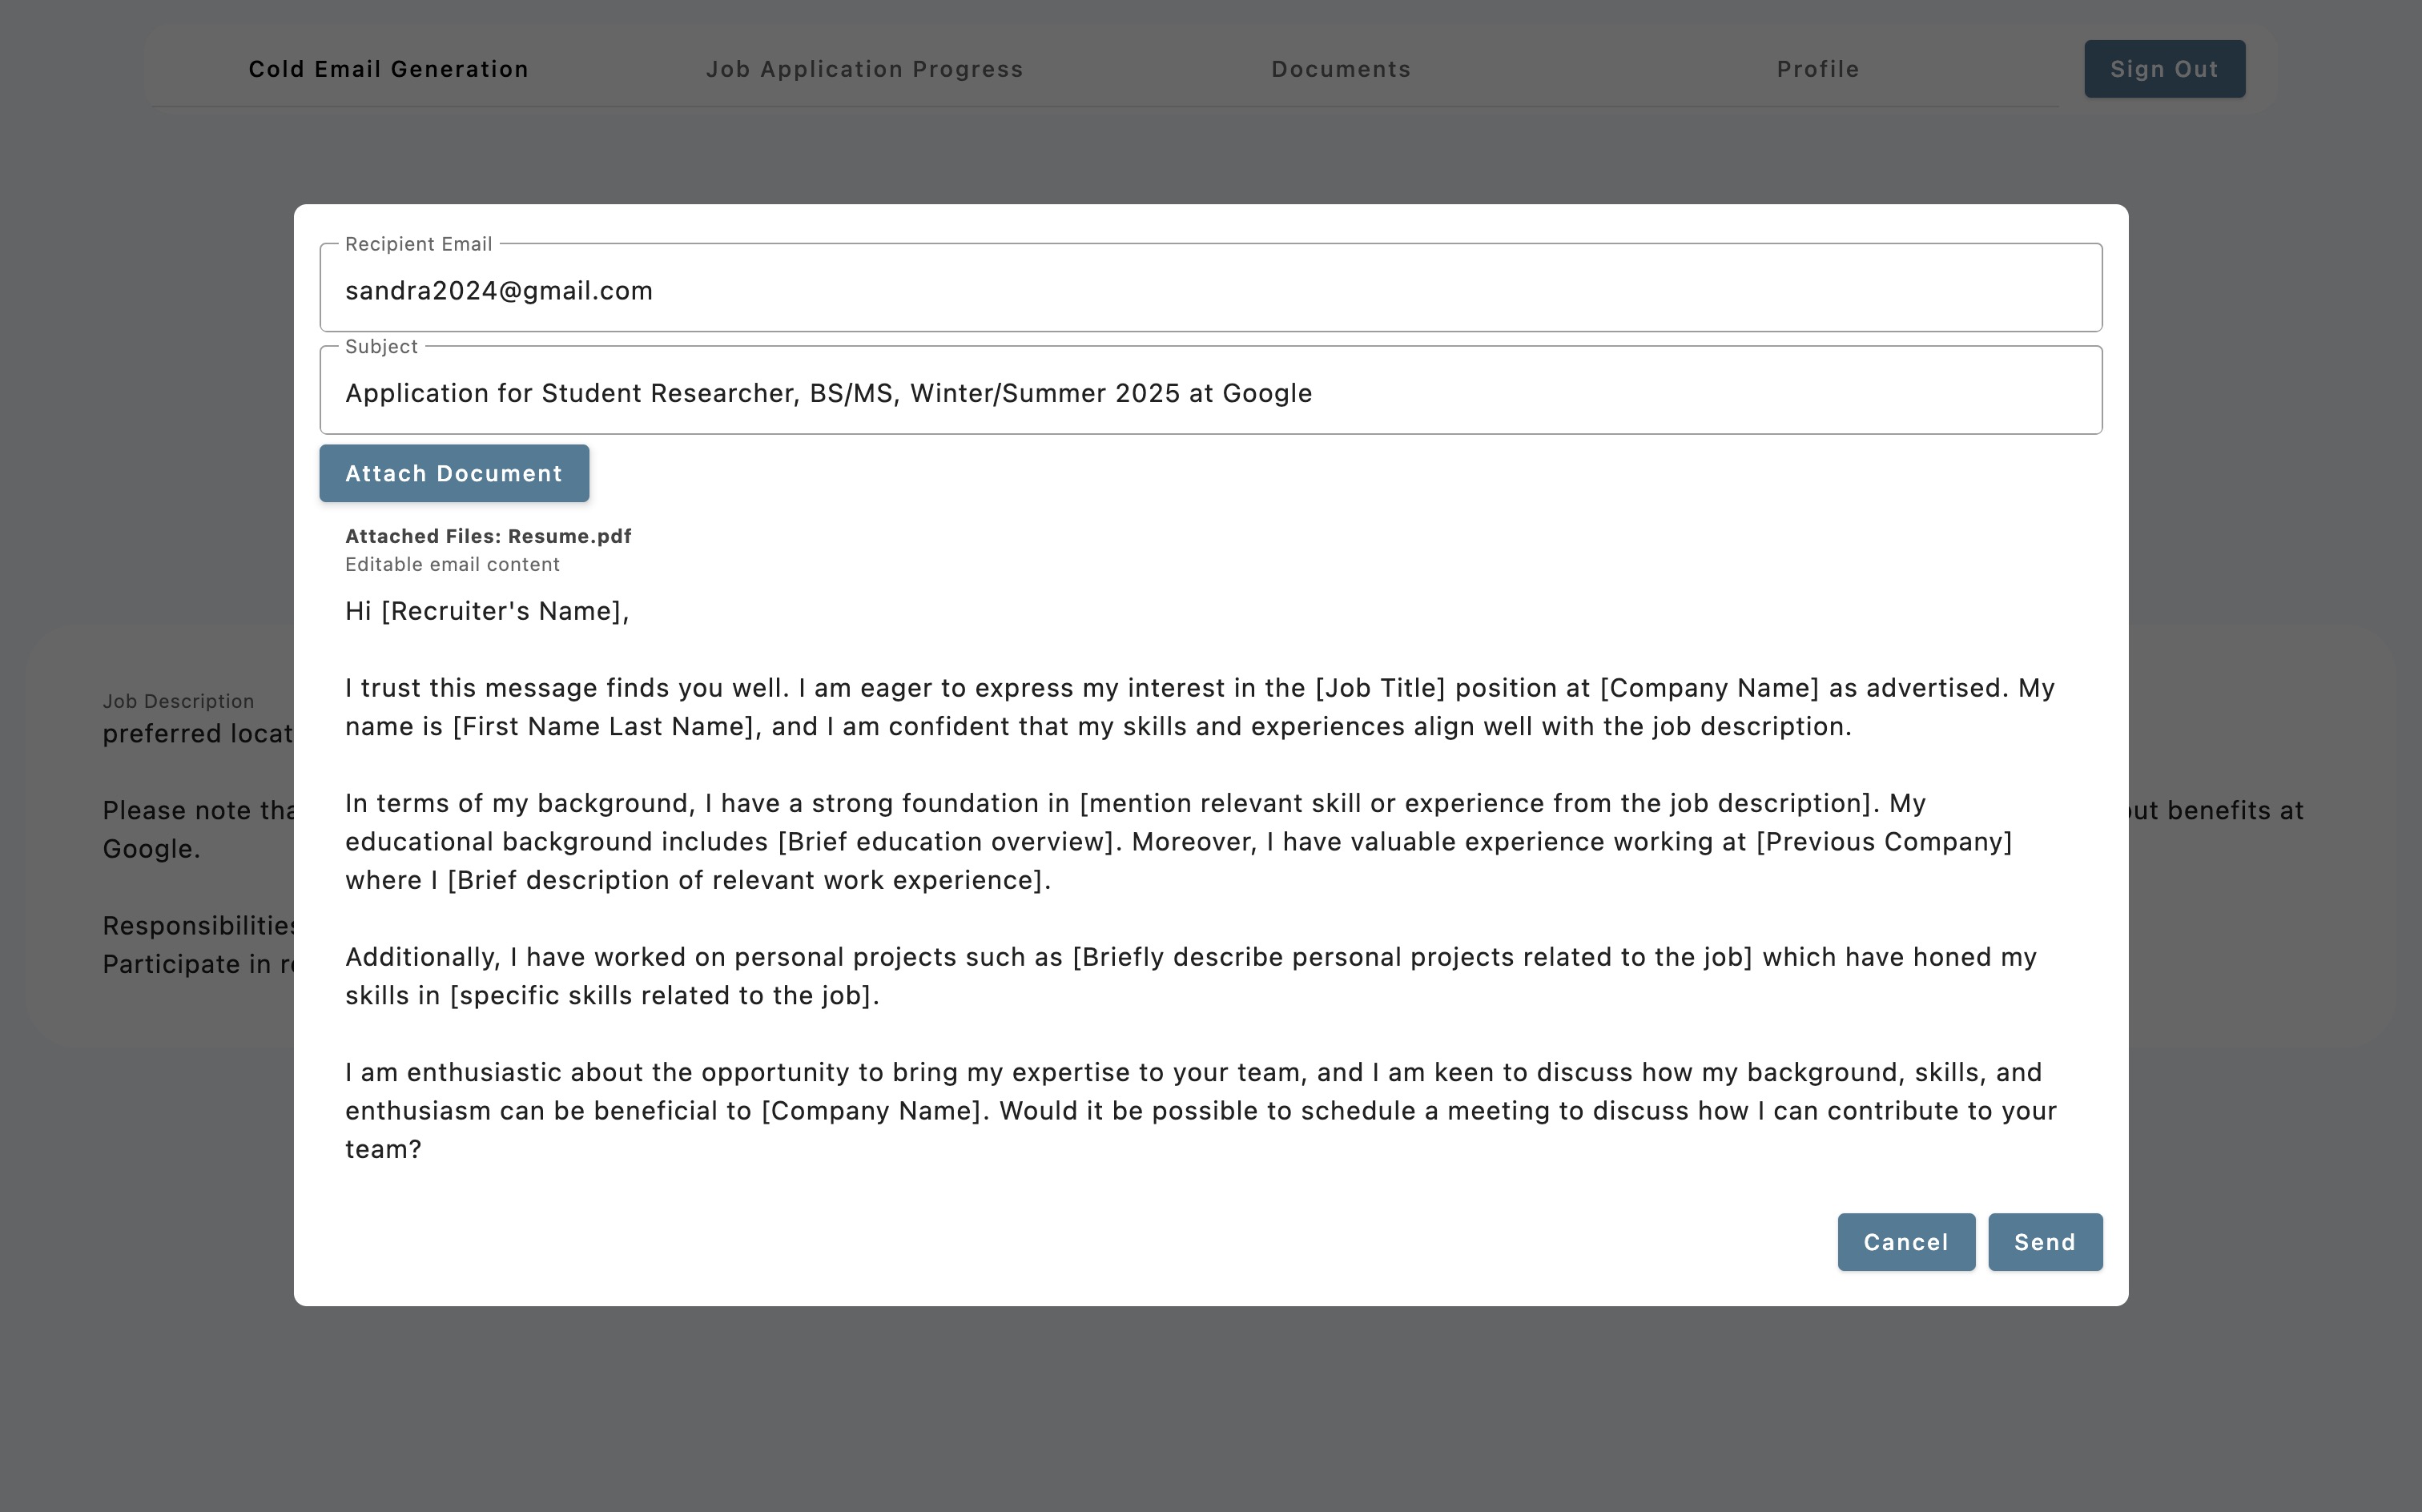 Cold Email Generation
Job Application Progress
Documents
Profile
Sign Out
Recipient Email
sandra2024@gmail.com
Subject
Application for Student Researcher, BS/MS, Winter/Summer 2025 at Google
Attach Document
Attached Files: Resume.pdf
Editable email content
Hi [Recruiter's Name],
I trust this message finds you well. I am eager to express my interest in the [Job Title] position at [Company Name] as advertised. My
name is [First Name Last Name], and I am confident that my skills and experiences align well with the job description.
In terms of my background, I have a strong foundation in [mention relevant skill or experience from the job description]. My
educational background includes [Brief education overview]. Moreover, I have valuable experience working at [Previous Company]
where I [Brief description of relevant work experience].
Additionally, I have worked on personal projects such as [Briefly describe personal projects related to the job] which have honed my
skills in [specific skills related to the job].
I am enthusiastic about the opportunity to bring my expertise to your team, and I am keen to discuss how my background, skills, and
enthusiasm can be beneficial to [Company Name]. Would it be possible to schedule a meeting to discuss how I can contribute to your
team?
Cancel
Send
Job Description
preferred locat
Please note tha
ut benefits at
Google.
Responsibilities
Participate in r